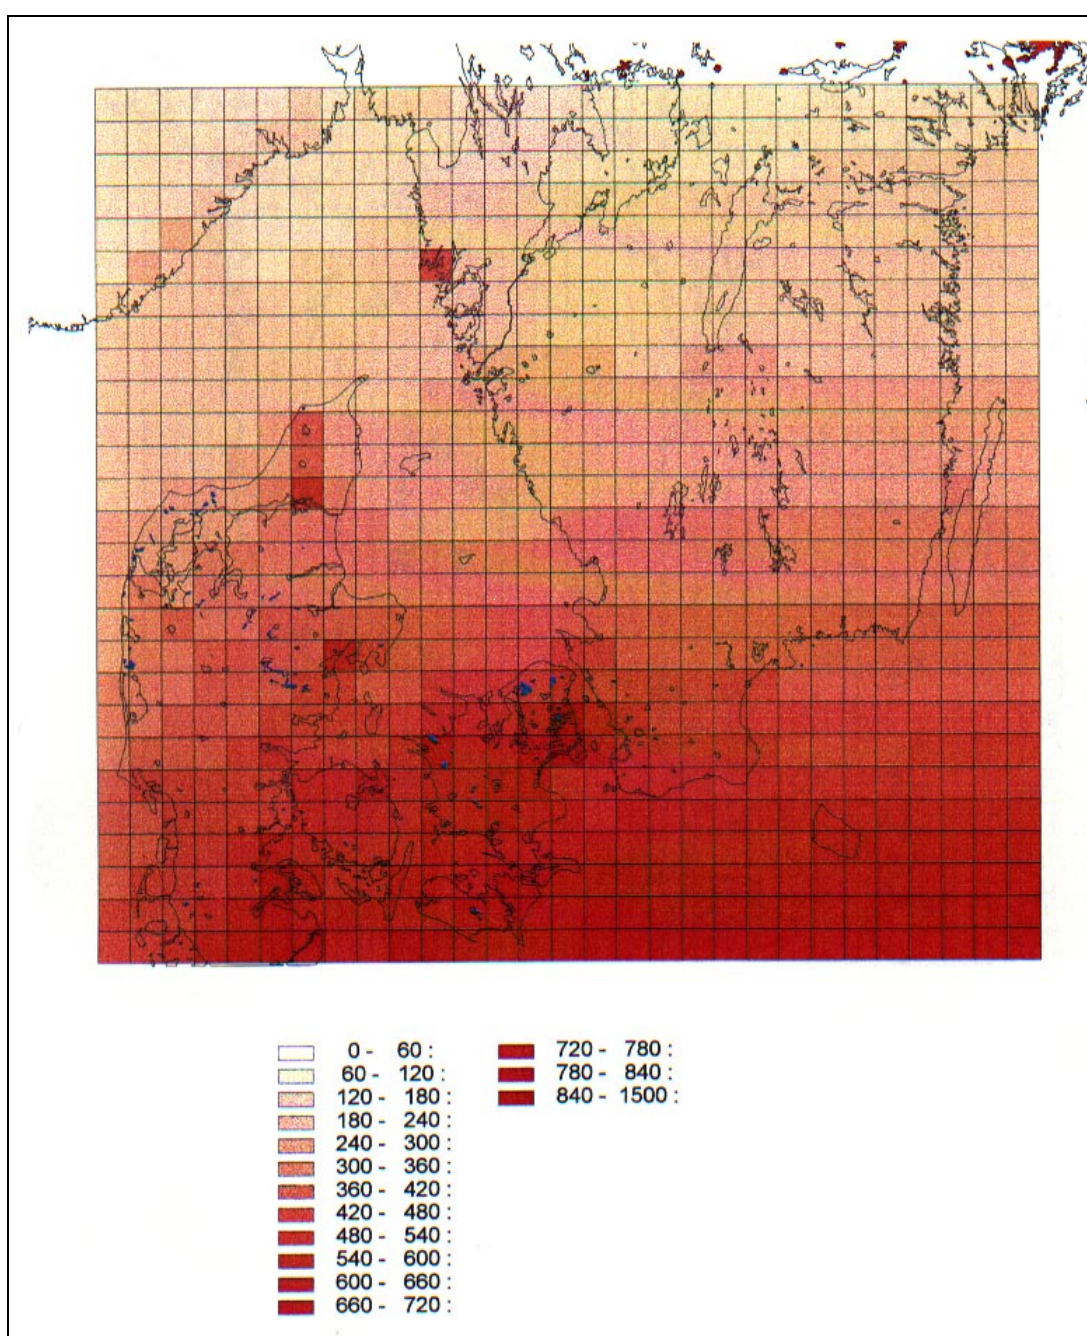 0 - 60 :
60 - 120 :
120 - 180 :
180 - 240 :
240 - 300 :
300 - 360 :
360 - 420 :
420 - 480 :
480 - 540 :
540 - 600 :
600 - 660 :
660 - 720 :
720 - 780 :
780 - 840 :
840 - 1500 :